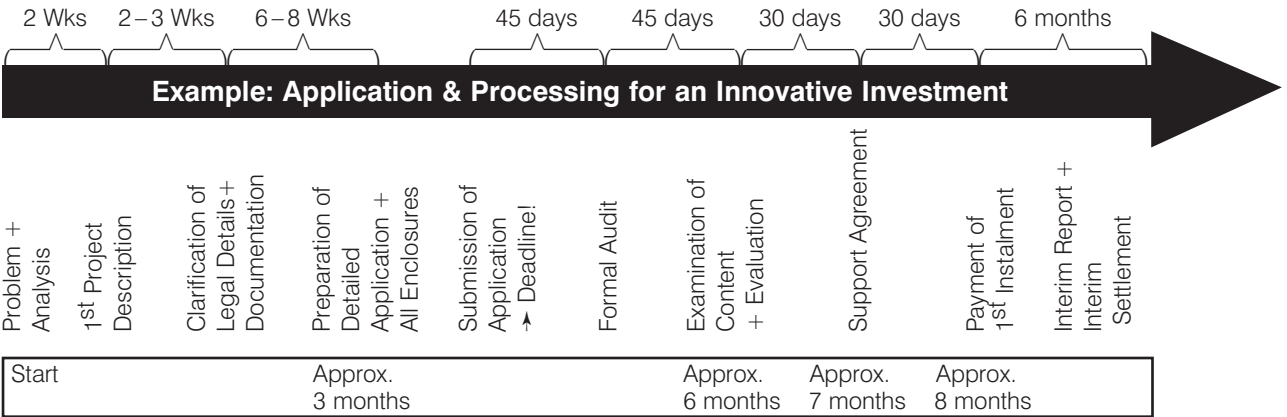 2 Wks
2–3 Wks
6–8 Wks
45 days
45 days
30 days
30 days
6 months
Example: Application & Processing for an Innovative Investment
Problem +
Analysis
1st Project
Description
Clarification of
Legal Details+
Documentation
Preparation of
Detailed
Application +
All Enclosures
Submission of
Application
➛ Deadline!
Formal Audit
Examination of
Content
+ Evaluation
Support Agreement
Payment of
1st Instalment
Interim Report +
Interim
Settlement
Start
Approx.
3 months
Approx.
6 months
Approx.
7 months
Approx.
8 months